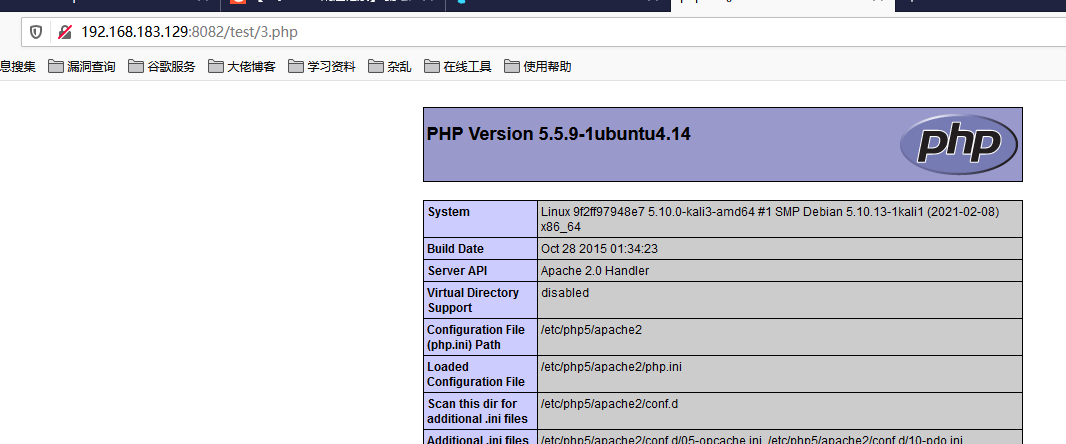 192.168.183.129:8082/test/3.php
息搜集 漏洞查询 谷歌服务 大佬博客 学习资料 杂乱 在线工具 使用帮助
PHP Version 5.5.9-1ubuntu4.14
php
System Linux 9f2ff97948e7 5.10.0-kali3-amd64 #1 SMP Debian 5.10.13-1kali1 (2021-02-08)
x86_64
Build Date Oct 28 2015 01:34:23
Server API Apache 2.0 Handler
Virtual Directory disabled
Support
Configuration File /etc/php5/apache2
(php.ini) Path
Loaded /etc/php5/apache2/php.ini
Configuration File
Scan this dir for /etc/php5/apache2/conf.d
additional .ini files
Additional .ini files /etc/php5/apache2/conf.d/05-opcache.ini, /etc/php5/apache2/conf.d/10-pdo.ini,